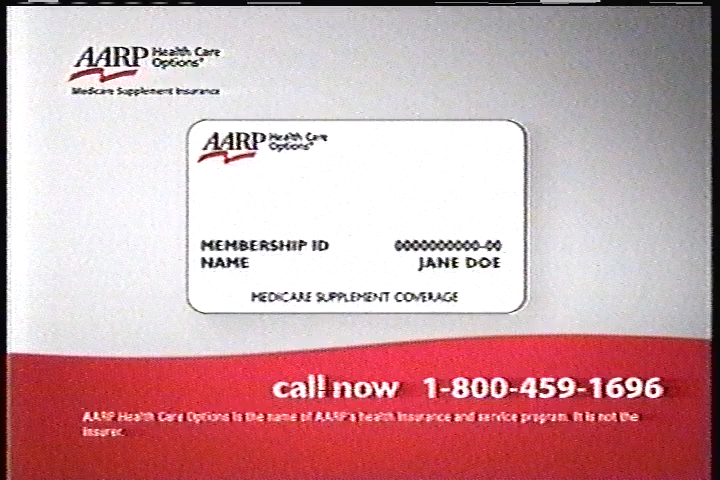 AARP Health Care
Options®
Medicare Supplement Insurance
AARP Health Care
Options®
MEMBERSHIP ID 0000000000-00
NAME JANE DOE
MEDICARE SUPPLEMENT COVERAGE
call now 1-800-459-1696
AARP Health Care Options is the name of AARP's health insurance and service program. It is not the
insurer.